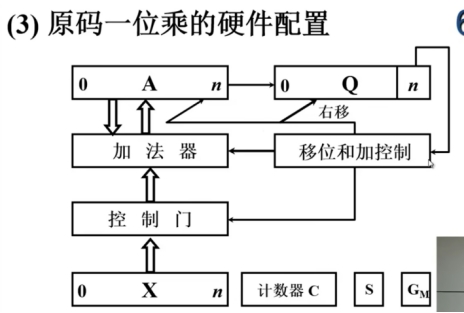 (3) 原码一位乘的硬件配置
0 A n 0 Q n
右移
加 法 器 移位和加控制
控 制 门
0 X n 计数器 C S G_M